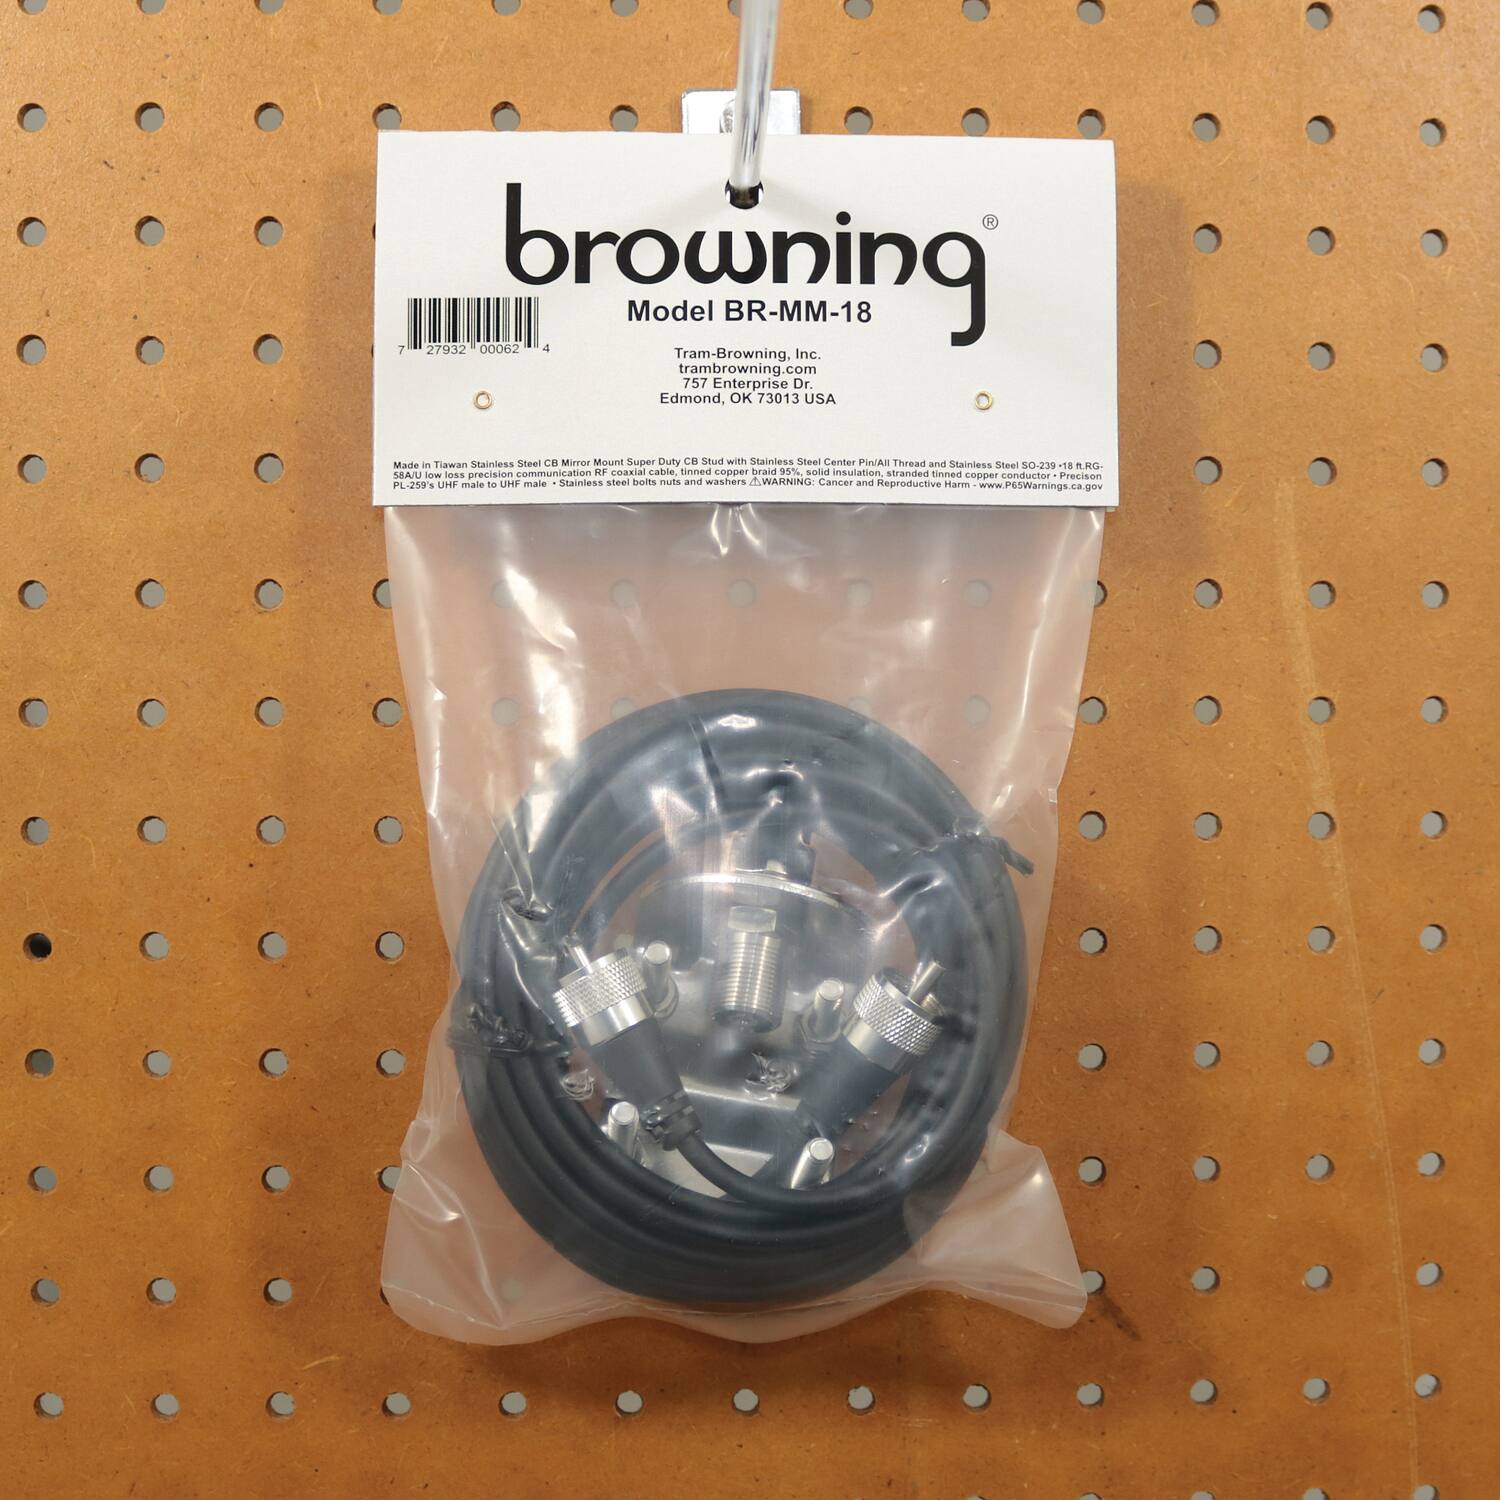 browning®
Model BR-MM-18
7 27932 00062 4
Tram-Browning, Inc.
trambrowning.com
757 Enterprise Dr.
Edmond, OK 73013 USA
Made in Tiawan Stainless Steel CB Mirror Mount Super Duty CB Stud with Stainless Steel Center Pin/All Thread and Stainless Steel SO-239 •18 ft.RG-
58A/U low loss precision communication RF coaxial cable, tinned copper braid 95%, solid insulation, stranded tinned copper conductor • Precison
PL-259's UHF male to UHF male • Stainless steel bolts nuts and washers ⚠WARNING: Cancer and Reproductive Harm - www.P65Warnings.ca.gov